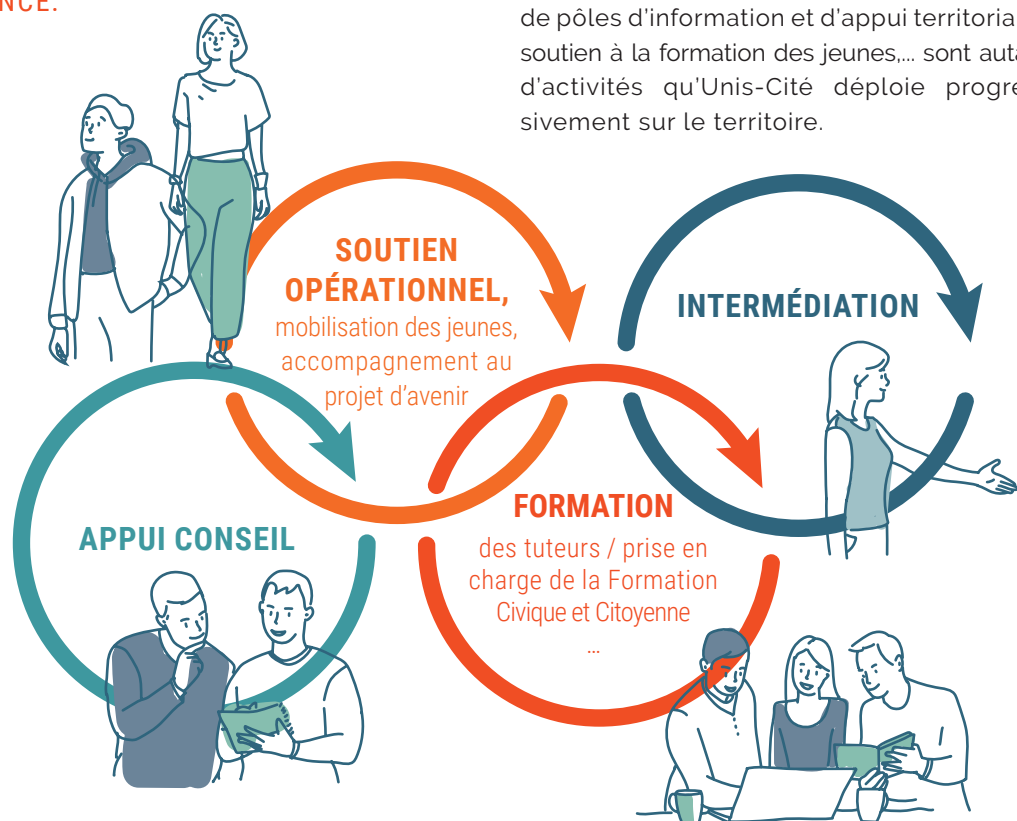 NCE.
de pôles d'information et d'appui territoria
soutien à la formation des jeunes,... sont auta
d'activités qu'Unis-Cité déploie progre
sivement sur le territoire.
SOUTIEN
OPÉRATIONNEL,
mobilisation des jeunes,
accompagnement au
projet d'avenir
INTERMÉDIATION
APPUI CONSEIL
FORMATION
des tuteurs / prise en
charge de la Formation
Civique et Citoyenne
...